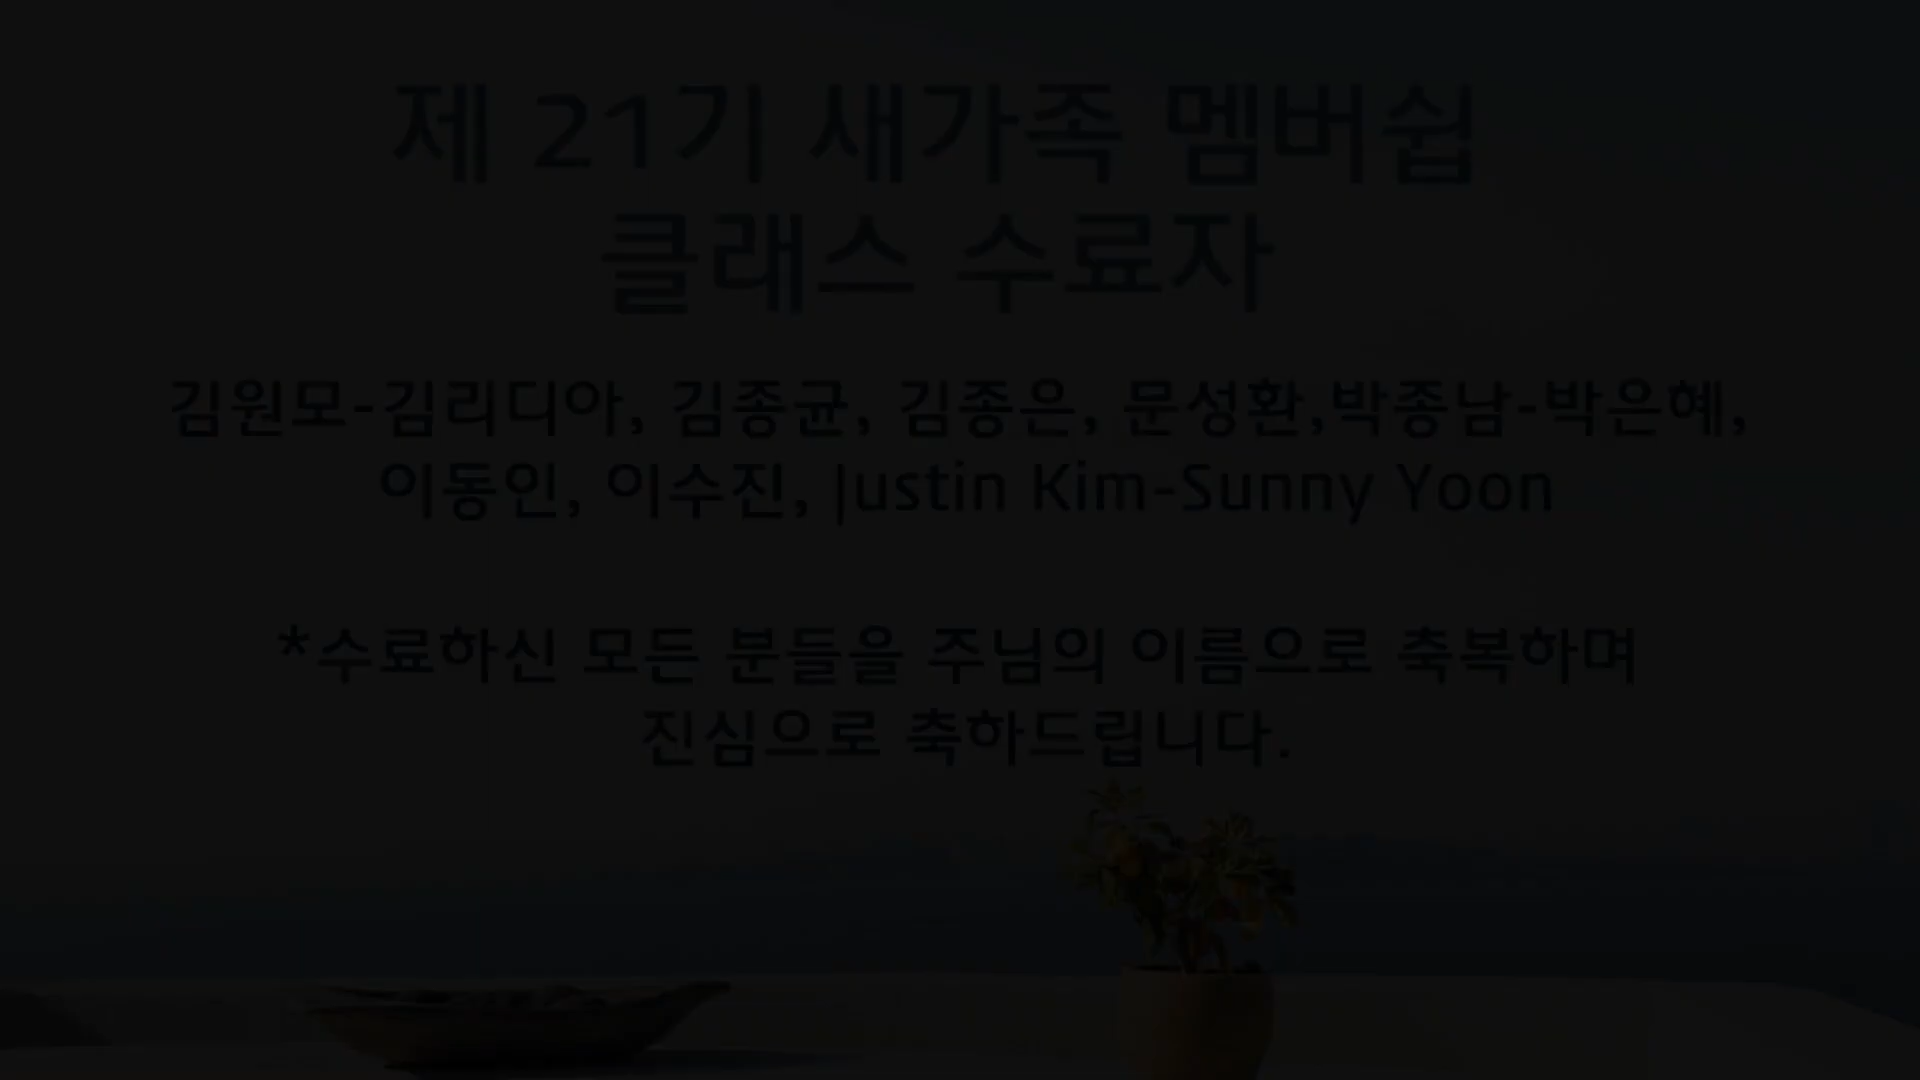 제 21기 새가족 멤버쉽
클래스 수료자
김원모-김리디아, 김종균, 김종은, 문성환,박종남-박은혜,
이동인, 이수진, Justin Kim-Sunny Yoon
*수료하신 모든 분들을 주님의 이름으로 축복하며
진심으로 축하드립니다.